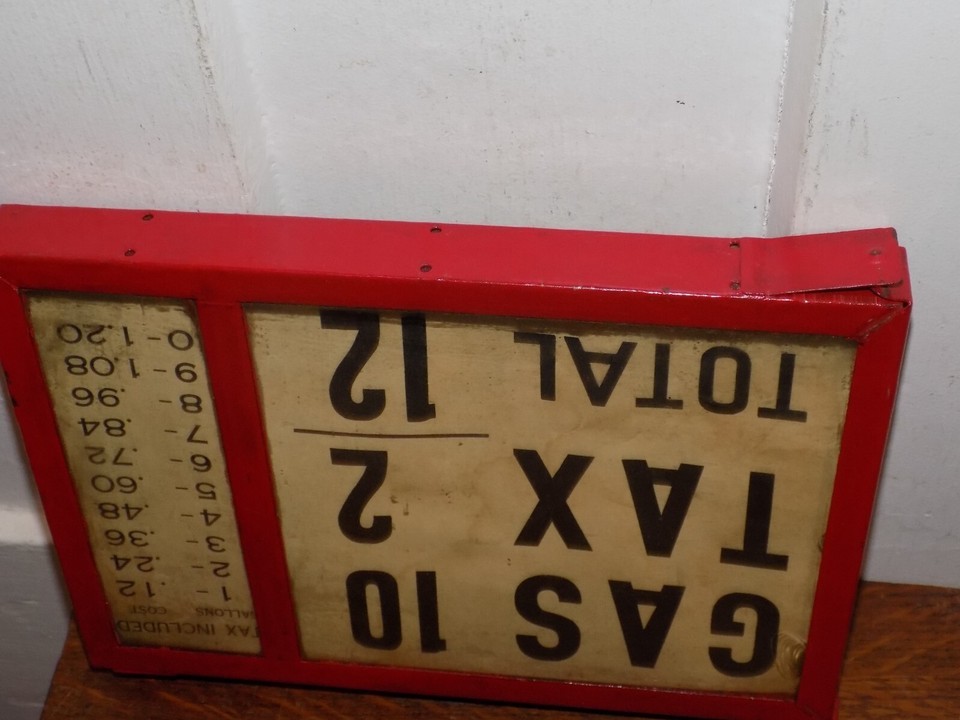 GAS 10
TAX 2
TOTAL 12
TAX INCLUDED
GALLONS COST
1 - .12
2 - .24
3 - .36
4 - .48
5 - .60
6 - .72
7 - .84
8 - .96
9 - 1.08
0 - 1.20